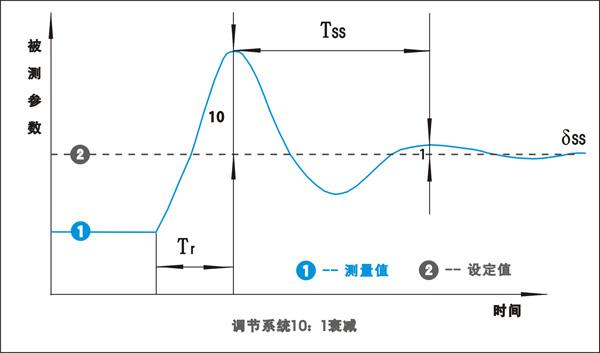 Tss
被测参数
10
2
1
δss
1
Tr
1 -- 测量值
2 -- 设定值
时间
调节系统10：1衰减